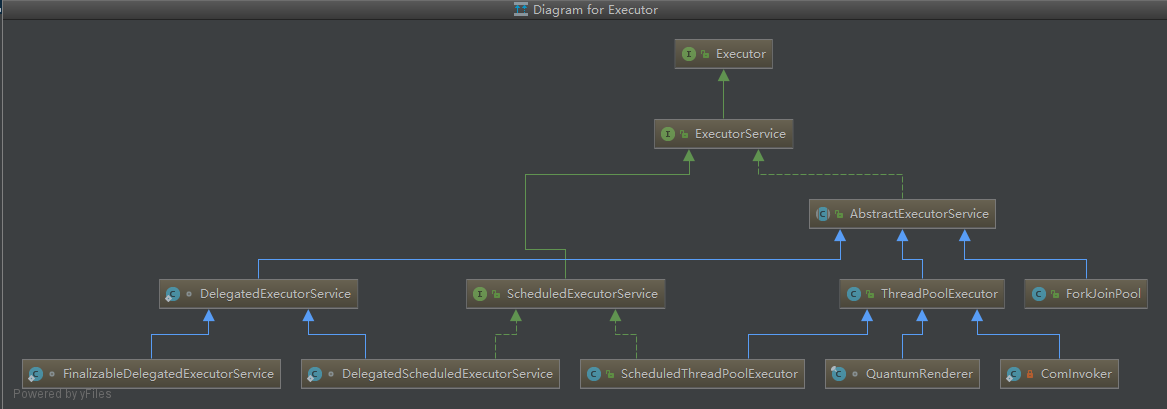 Diagram for Executor
Executor
ExecutorService
AbstractExecutorService
DelegatedExecutorService
ScheduledExecutorService
ThreadPoolExecutor
ForkJoinPool
FinalizableDelegatedExecutorService
DelegatedScheduledExecutorService
ScheduledThreadPoolExecutor
QuantumRenderer
ComInvoker
Powered by yFiles